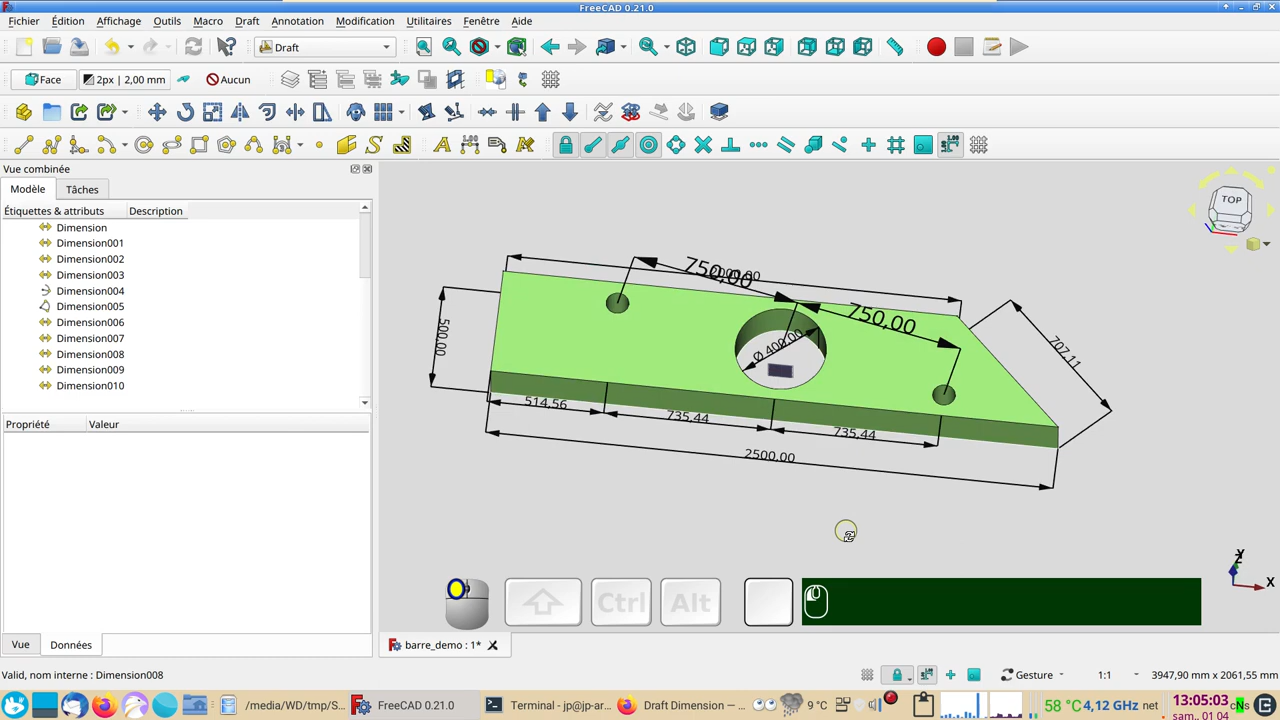 FreeCAD 0.21.0
Fichier Édition Affichage Outils Macro Draft Annotation Modification Utilitaires Fenêtre Aide
Draft
Face 2px | 2,00 mm Aucun
Vue combinée
Modèle Tâches
Étiquettes & attributs Description
Dimension
Dimension001
Dimension002
Dimension003
Dimension004
Dimension005
Dimension006
Dimension007
Dimension008
Dimension009
Dimension010
Propriété Valeur
TOP
750,00
2000,00
750,00
707,11
500,00
Ø 400,00
514,56
735,44
735,44
2500,00
Y
Z
X
Ctrl Alt
Vue Données
barre_demo : 1*
Valid, nom interne : Dimension008
Gesture 1:1 3947,90 mm x 2061,55 mm
/media/WD/tmp/S... FreeCAD 0.21.0 Terminal - jp@jp-ar... Draft Dimension —... 9 °C 58 °C 4,12 GHz net 13:05:03
sam.. 01 04